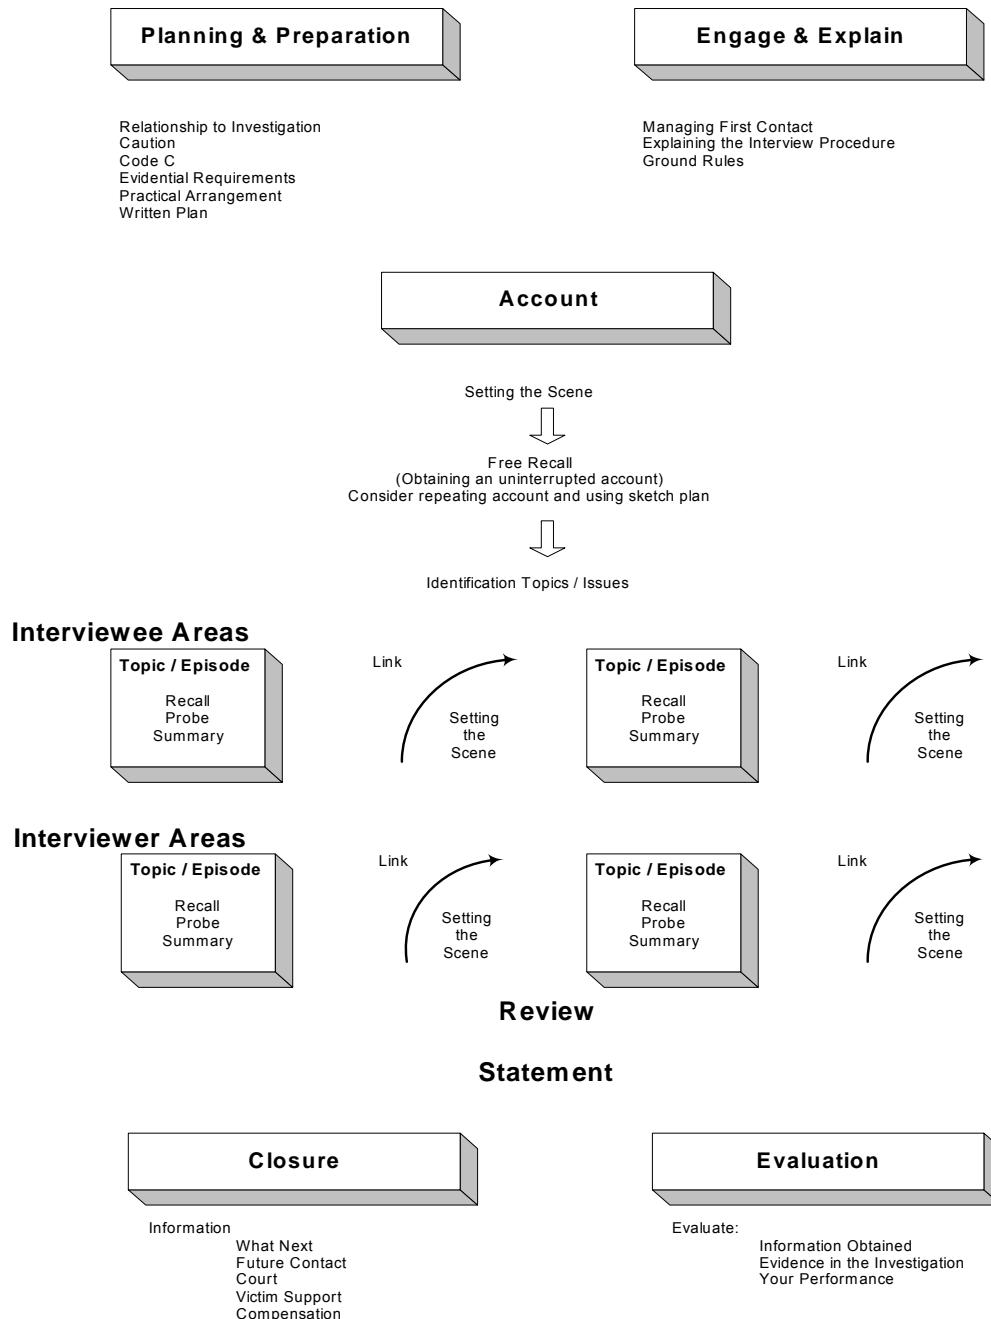 Planning & Preparation
Engage & Explain
Relationship to Investigation
Caution
Code C
Evidential Requirements
Practical Arrangement
Written Plan
Managing First Contact
Explaining the Interview Procedure
Ground Rules
Account
Setting the Scene
Free Recall
(Obtaining an uninterrupted account)
Consider repeating account and using sketch plan
Identification Topics / Issues
Interviewee Areas
Topic / Episode
Recall
Probe
Summary
Link
Setting
the
Scene
Topic / Episode
Recall
Probe
Summary
Link
Setting
the
Scene
Interviewer Areas
Topic / Episode
Recall
Probe
Summary
Link
Setting
the
Scene
Topic / Episode
Recall
Probe
Summary
Link
Setting
the
Scene
Review
Statement
Closure
Evaluation
Information
What Next
Future Contact
Court
Victim Support
Compensation
Evaluate:
Information Obtained
Evidence in the Investigation
Your Performance